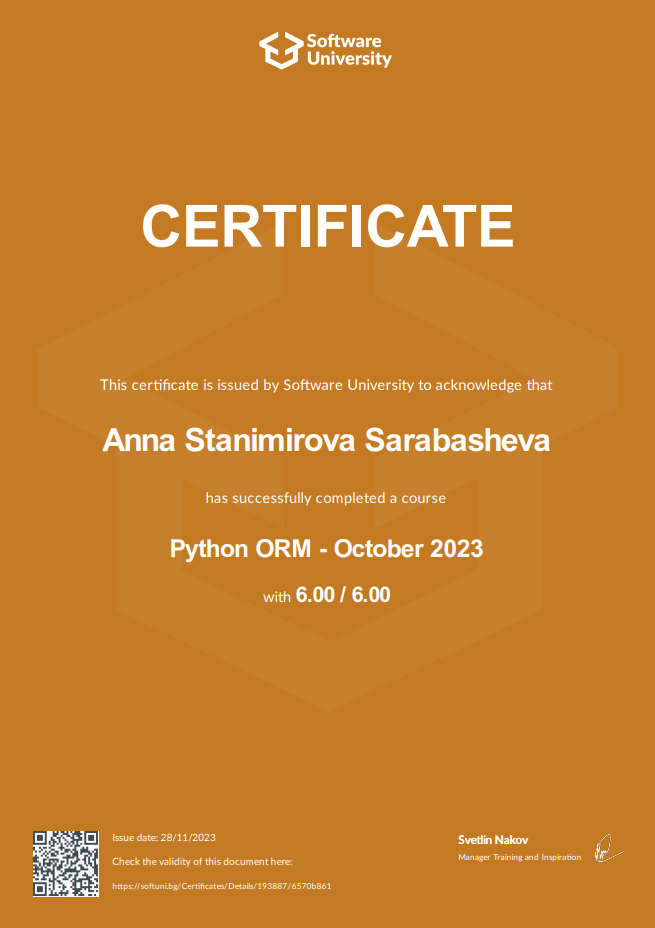 Software
University
CERTIFICATE
This certificate is issued by Software University to acknowledge that
Anna Stanimirova Sarabasheva
has successfully completed a course
Python ORM - October 2023
with 6.00 / 6.00
Issue date: 28/11/2023
Check the validity of this document here:
https://softuni.bg/Certificates/Details/193887/6570b861
Svetlin Nakov
Manager Training and Inspiration